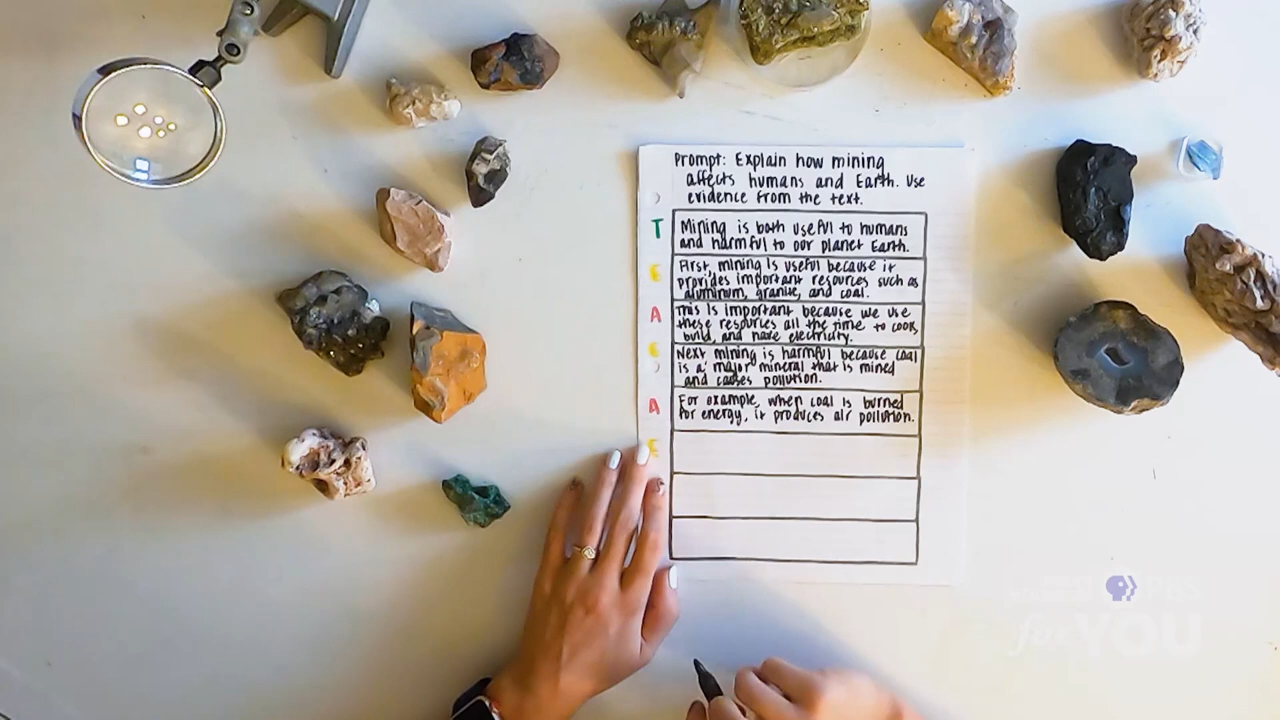 Prompt: Explain how mining
affects humans and Earth. Use
evidence from the text.
T
Mining is both useful to humans
and harmful to our planet Earth.
E
First, mining is useful because it
provides important resources such as
aluminum, granite, and coal.
A
This is important because we use
these resources all the time to cook,
build, and have electricity.
E
Next mining is harmful because coal
is a major mineral that is mined
and causes pollution.
A
For example, when coal is burned
for energy, it produces air pollution.
E
PBS
for YOU